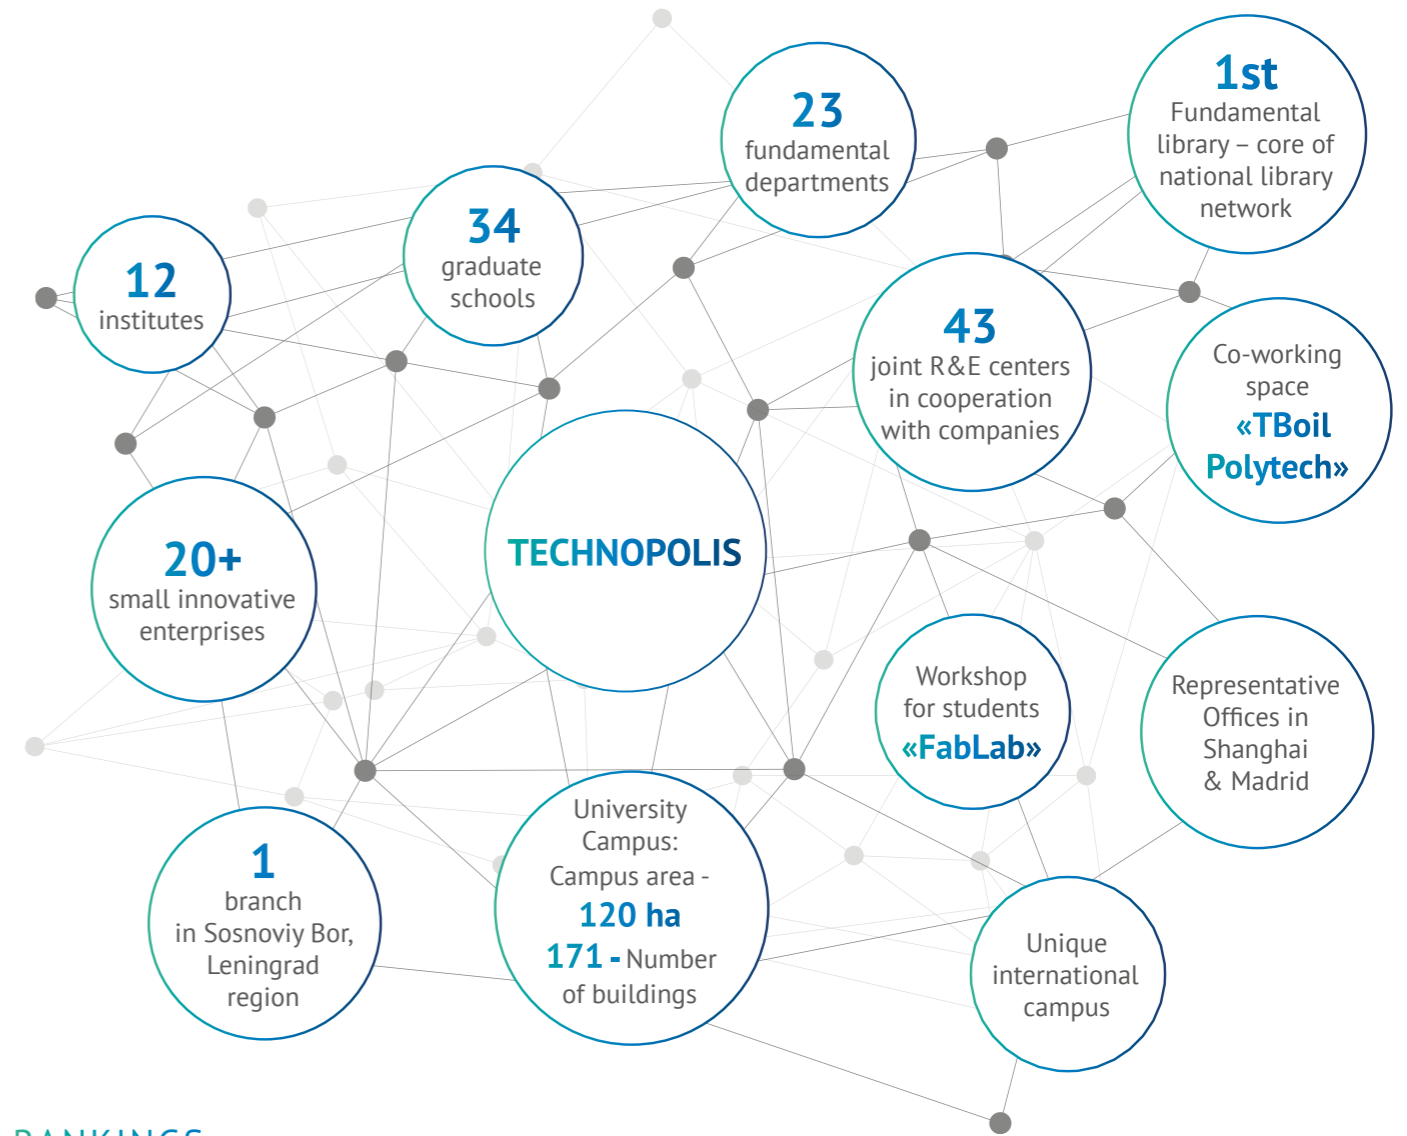 1st
Fundamental
library – core of
national library
network
23
fundamental
departments
34
graduate
schools
12
institutes
43
joint R&E centers
in cooperation
with companies
Co-working
space
«TBoil
Polytech»
TECHNOPOLIS
20+
small innovative
enterprises
Workshop
for students
«FabLab»
Representative
Offices in
Shanghai
& Madrid
University
Campus:
Campus area -
120 ha
171 - Number
of buildings
1
branch
in Sosnoviy Bor,
Leningrad
region
Unique
international
campus
RANKINGS